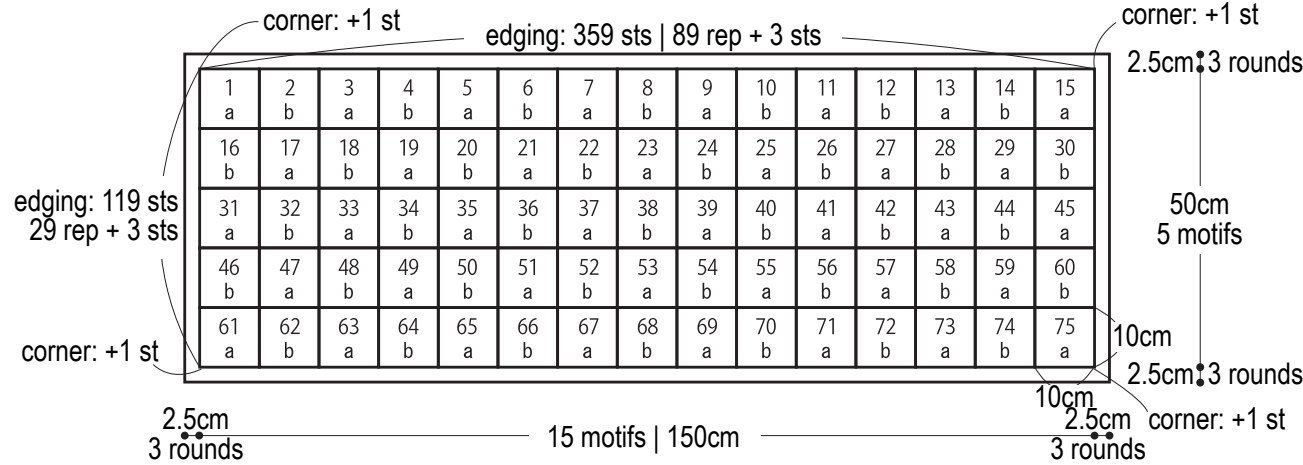 corner: +1 st
edging: 359 sts | 89 rep + 3 sts
corner: +1 st
2.5cm 3 rounds
1 2 3 4 5 6 7 8 9 10 11 12 13 14 15
a b a b a b a b a b a b a b a
16 17 18 19 20 21 22 23 24 25 26 27 28 29 30
b a b a b a b a b a b a b a b
edging: 119 sts
29 rep + 3 sts
31 32 33 34 35 36 37 38 39 40 41 42 43 44 45
a b a b a b a b a b a b a b a
50cm
5 motifs
46 47 48 49 50 51 52 53 54 55 56 57 58 59 60
b a b a b a b a b a b a b a b
61 62 63 64 65 66 67 68 69 70 71 72 73 74 75
a b a b a b a b a b a b a b a
corner: +1 st
10cm
2.5cm 3 rounds
10cm
corner: +1 st
2.5cm
3 rounds
15 motifs | 150cm
2.5cm
3 rounds